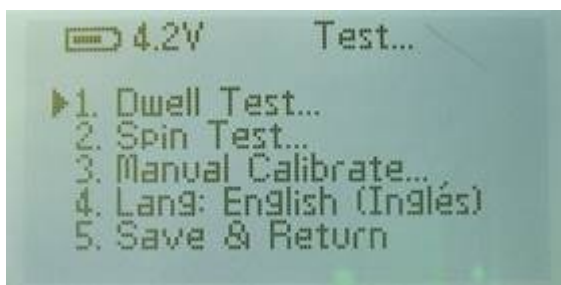 4.2V Test...
1. Dwell Test...
2. Spin Test...
3. Manual Calibrate...
4. Lang: English (Inglés)
5. Save & Return